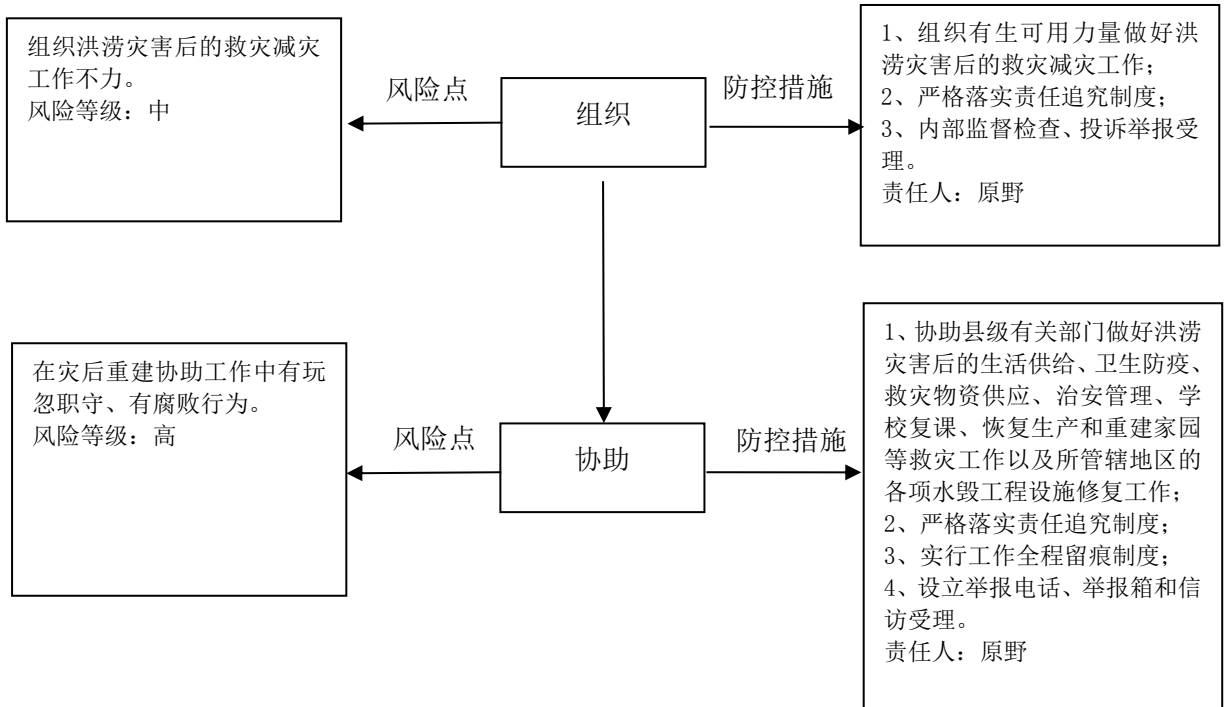 组织洪涝灾害后的救灾减灾
工作不力。
风险等级：中
风险点
组织
防控措施
1、组织有生可用力量做好洪
涝灾害后的救灾减灾工作；
2、严格落实责任追究制度；
3、内部监督检查、投诉举报受
理。
责任人：原野
在灾后重建协助工作中有玩
忽职守、有腐败行为。
风险等级：高
风险点
协助
防控措施
1、协助县级有关部门做好洪涝
灾害后的生活供给、卫生防疫、
救灾物资供应、治安管理、学
校复课、恢复生产和重建家园
等救灾工作以及所管辖地区的
各项水毁工程设施修复工作；
2、严格落实责任追究制度；
3、实行工作全程留痕制度；
4、设立举报电话、举报箱和信
访受理。
责任人：原野